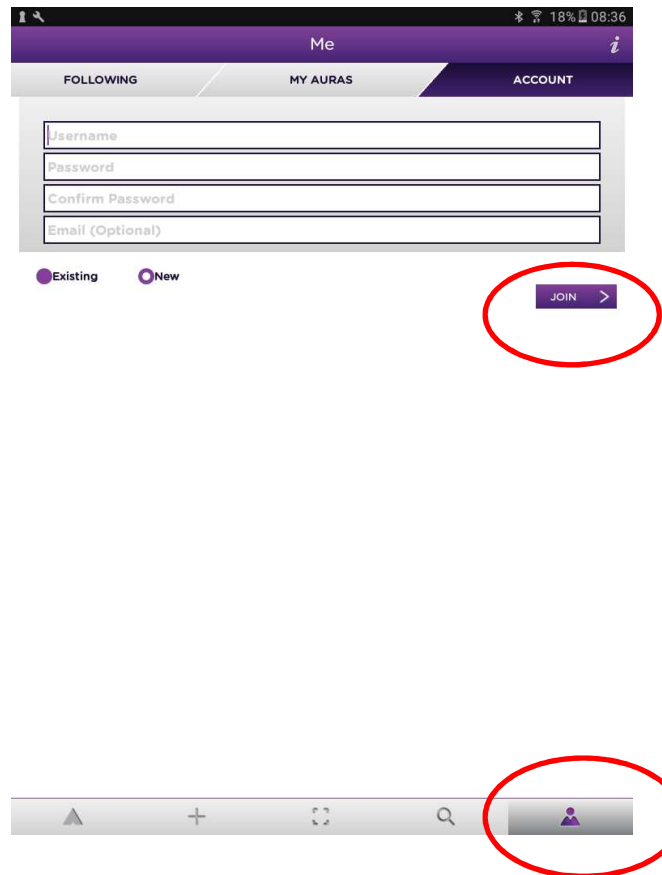 18% 08:36
Me i
FOLLOWING MY AURAS ACCOUNT
Username
Password
Confirm Password
Email (Optional)
Existing New
JOIN >